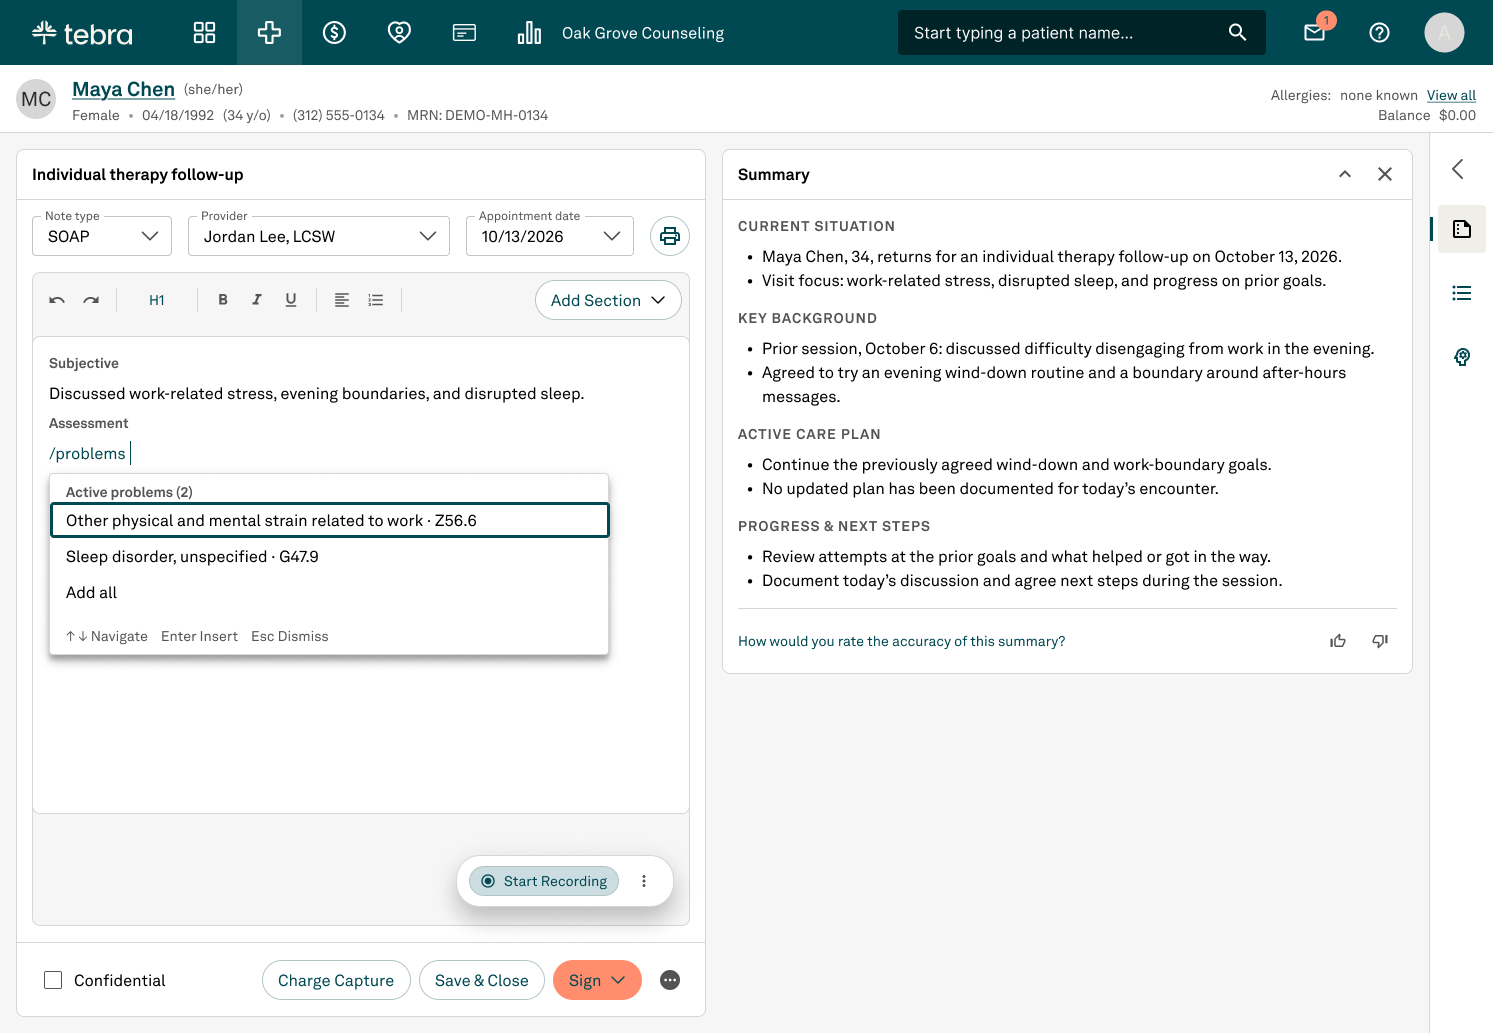 tebra
Oak Grove Counseling
Start typing a patient name...
1
A
MC
Maya Chen (she/her)
Female • 04/18/1992 (34 y/o) • (312) 555-0134 • MRN: DEMO-MH-0134
Allergies: none known View all
Balance $0.00
Individual therapy follow-up
Note type
SOAP
Provider
Jordan Lee, LCSW
Appointment date
10/13/2026
H1
B I U
Add Section
Subjective
Discussed work-related stress, evening boundaries, and disrupted sleep.
Assessment
/problems
Active problems (2)
Other physical and mental strain related to work · Z56.6
Sleep disorder, unspecified · G47.9
Add all
↑↓ Navigate Enter Insert Esc Dismiss
Start Recording
Confidential
Charge Capture
Save & Close
Sign
Summary
CURRENT SITUATION
• Maya Chen, 34, returns for an individual therapy follow-up on October 13, 2026.
• Visit focus: work-related stress, disrupted sleep, and progress on prior goals.
KEY BACKGROUND
• Prior session, October 6: discussed difficulty disengaging from work in the evening.
• Agreed to try an evening wind-down routine and a boundary around after-hours
messages.
ACTIVE CARE PLAN
• Continue the previously agreed wind-down and work-boundary goals.
• No updated plan has been documented for today's encounter.
PROGRESS & NEXT STEPS
• Review attempts at the prior goals and what helped or got in the way.
• Document today's discussion and agree next steps during the session.
How would you rate the accuracy of this summary?